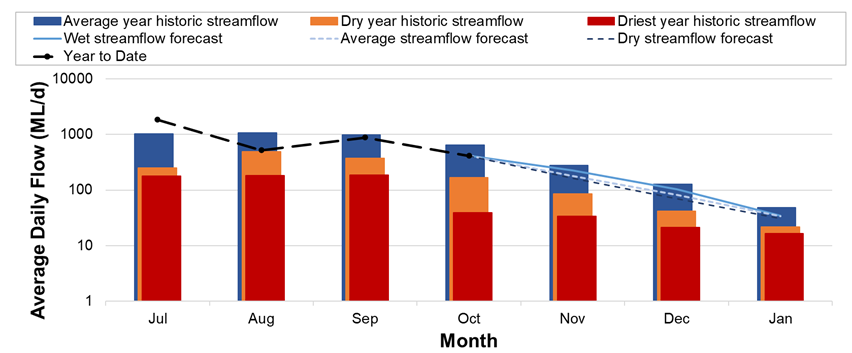 Average year historic streamflow Dry year historic streamflow Driest year historic streamflow
Wet streamflow forecast Average streamflow forecast Dry streamflow forecast
Year to Date
Average Daily Flow (ML/d)
10000
1000
100
10
1
Jul Aug Sep Oct Nov Dec Jan
Month